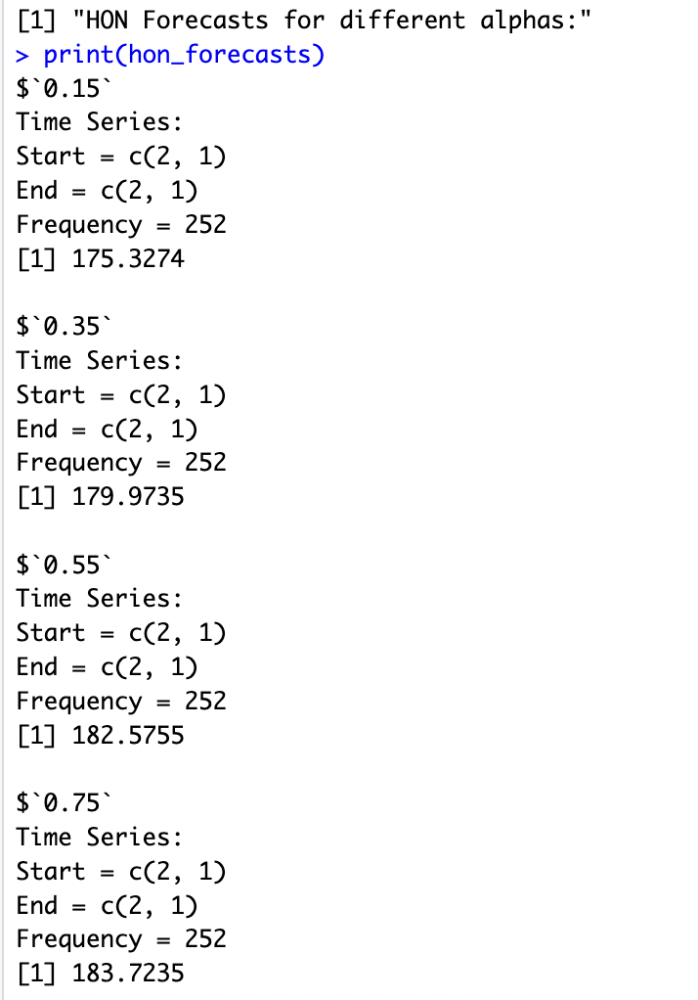 [1] "HON Forecasts for different alphas:"
> print(hon_forecasts)
$`0.15`
Time Series:
Start = c(2, 1)
End = c(2, 1)
Frequency = 252
[1] 175.3274
$`0.35`
Time Series:
Start = c(2, 1)
End = c(2, 1)
Frequency = 252
[1] 179.9735
$`0.55`
Time Series:
Start = c(2, 1)
End = c(2, 1)
Frequency = 252
[1] 182.5755
$`0.75`
Time Series:
Start = c(2, 1)
End = c(2, 1)
Frequency = 252
[1] 183.7235